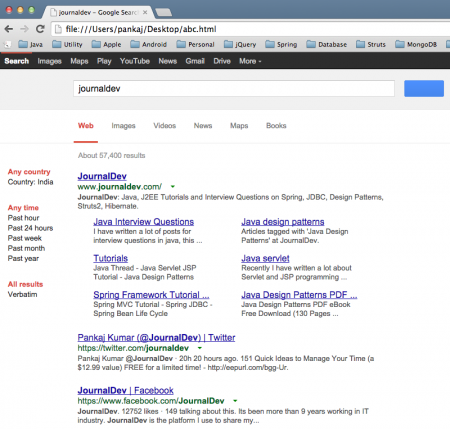 journaldev – Google Search
file:///Users/pankaj/Desktop/abc.html
Java Utility Apple Android Personal jQuery Spring Database Struts MongoDB
Search Images Maps Play YouTube News Gmail Drive More
journaldev
Web Images Videos News Maps Books
About 57,400 results
Any country
Country: India
Any time
Past hour
Past 24 hours
Past week
Past month
Past year
All results
Verbatim
JournalDev
www.journaldev.com/
JournalDev: Java, J2EE Tutorials and Interview Questions on Spring, JDBC, Design Patterns,
Struts2, Hibernate.
Java Interview Questions
I have written a lot of posts for
interview questions in java, this ...
Java design patterns
Articles tagged with 'Java Design
Patterns' at JournalDev.
Tutorials
Java Thread - Java Servlet JSP
Tutorial - Java Design Patterns
Java servlet
Recently I have written a lot about
Servlet and JSP programming ...
Spring Framework Tutorial ...
Spring MVC Tutorial - Spring JDBC -
Spring Bean Life Cycle
Java Design Patterns PDF ...
Java Design Patterns PDF eBook
Free Download (130 Pages ...
Pankaj Kumar (@JournalDev) | Twitter
https://twitter.com/journaldev
Pankaj Kumar @JournalDev · 20h 20 hours ago. 151 Quick Ideas to Manage Your Time (a
$12.99 value) FREE for a limited time! - http://eepurl.com/bgg-Ur.
JournalDev | Facebook
https://www.facebook.com/JournalDev
JournalDev. 12752 likes · 149 talking about this. Its been more than 9 years working in IT
industry. JournalDev is the platform I use to share my...